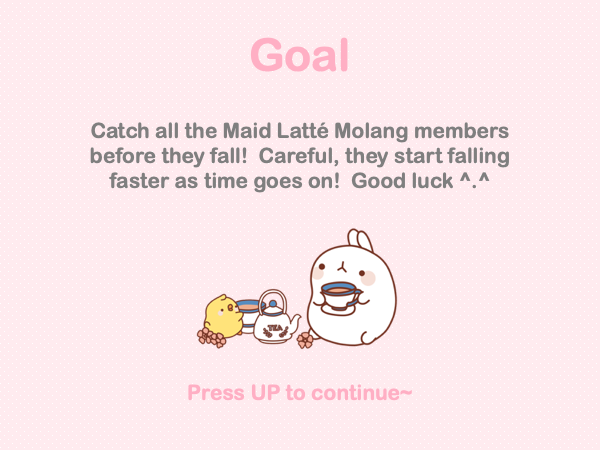 Goal
Catch all the Maid Latté Molang members
before they fall!  Careful, they start falling
faster as time goes on!  Good luck ^.^
TEA
Press UP to continue~